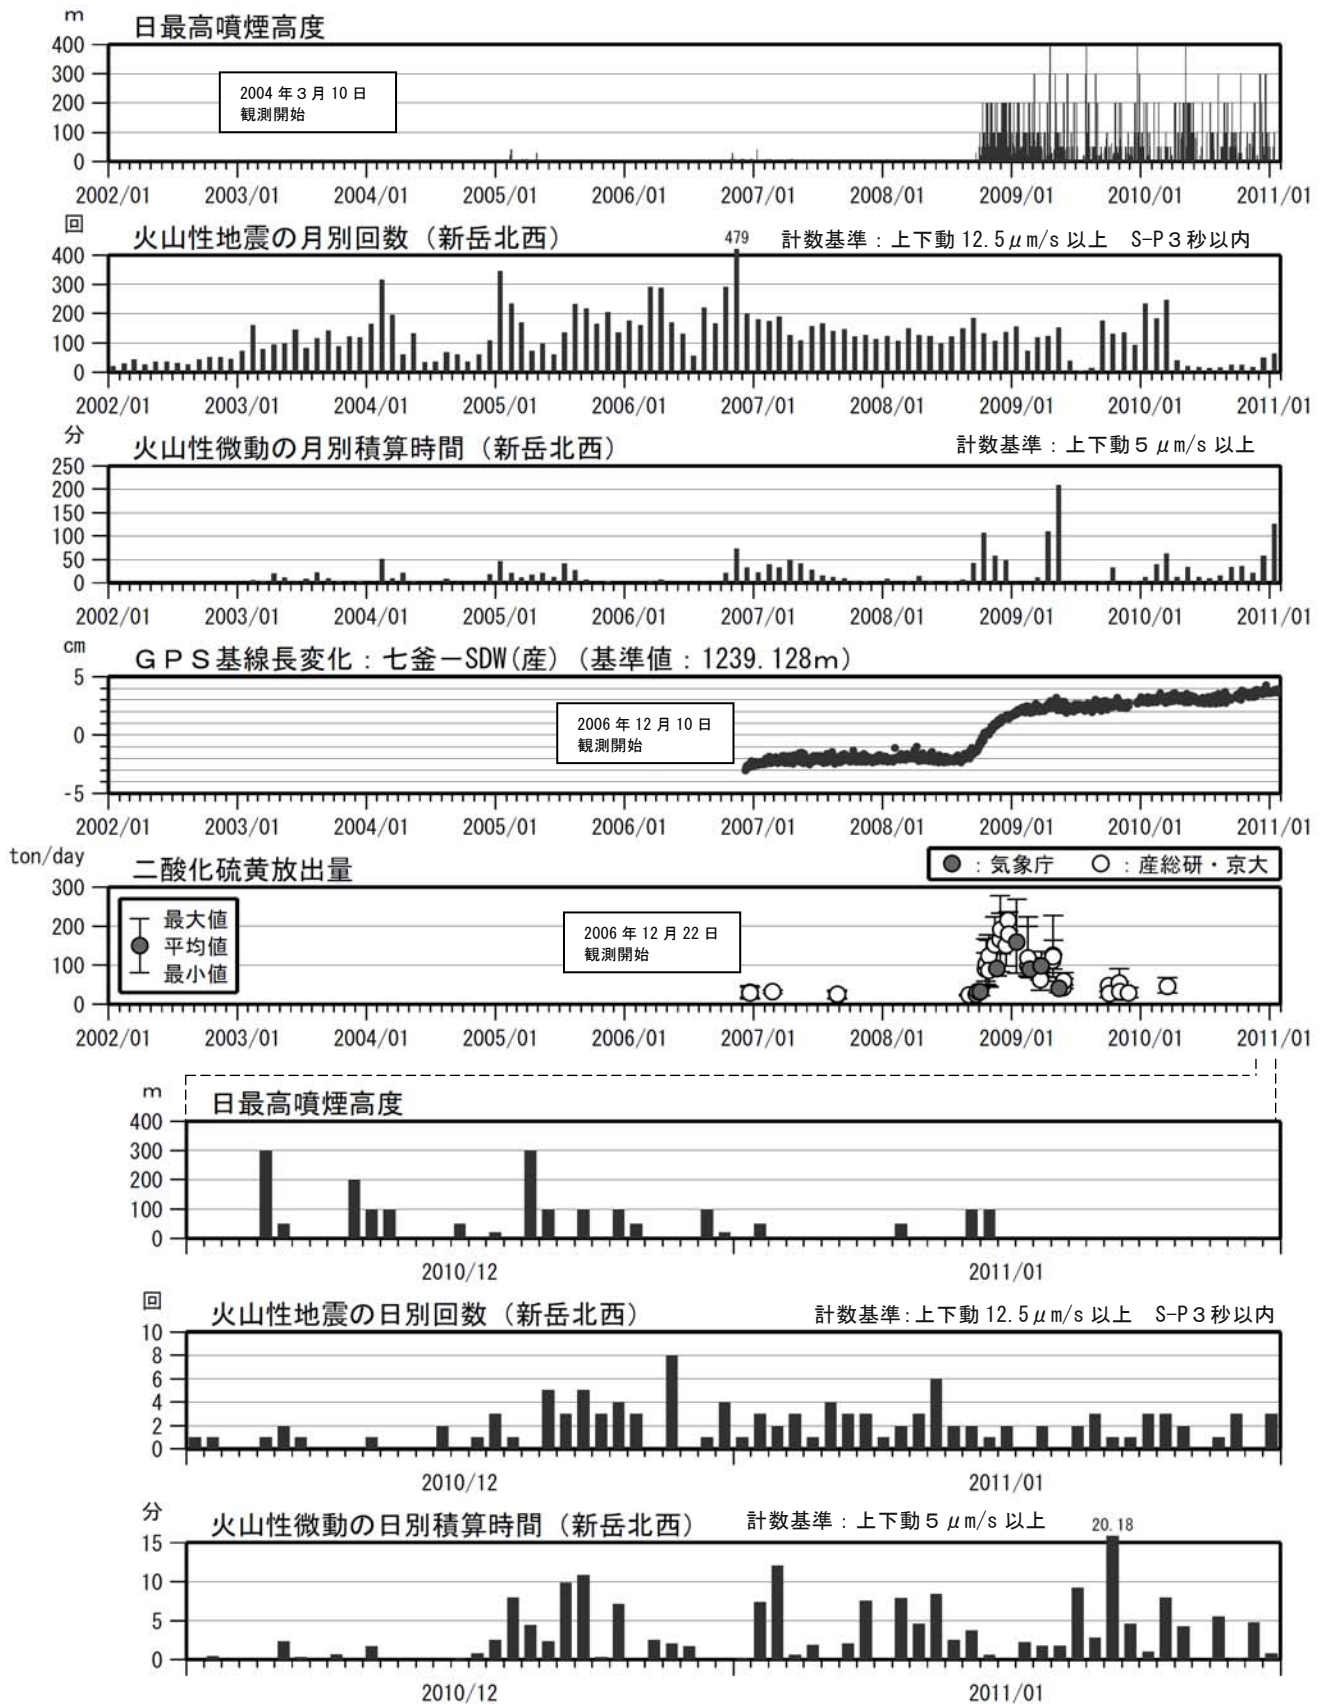 m
日最高噴煙高度
400
300
200
100
0
2004年3月10日
観測開始
2002/01 2003/01 2004/01 2005/01 2006/01 2007/01 2008/01 2009/01 2010/01 2011/01
回
火山性地震の月別回数（新岳北西）
479
計数基準：上下動12.5μm/s以上 S-P3秒以内
400
300
200
100
0
2002/01 2003/01 2004/01 2005/01 2006/01 2007/01 2008/01 2009/01 2010/01 2011/01
分
火山性微動の月別積算時間（新岳北西）
計数基準：上下動5μm/s以上
250
200
150
100
50
0
2002/01 2003/01 2004/01 2005/01 2006/01 2007/01 2008/01 2009/01 2010/01 2011/01
cm
GPS基線長変化：七釜－SDW(産)（基準値：1239.128m）
5
0
-5
2006年12月10日
観測開始
2002/01 2003/01 2004/01 2005/01 2006/01 2007/01 2008/01 2009/01 2010/01 2011/01
ton/day
二酸化硫黄放出量
●：気象庁 ○：産総研・京大
300
200
100
0
最大値
平均値
最小値
2006年12月22日
観測開始
2002/01 2003/01 2004/01 2005/01 2006/01 2007/01 2008/01 2009/01 2010/01 2011/01
m
日最高噴煙高度
400
300
200
100
0
2010/12 2011/01
回
火山性地震の日別回数（新岳北西）
計数基準：上下動12.5μm/s以上 S-P3秒以内
10
8
6
4
2
0
2010/12 2011/01
分
火山性微動の日別積算時間（新岳北西）
計数基準：上下動5μm/s以上
20.18
15
10
5
0
2010/12 2011/01